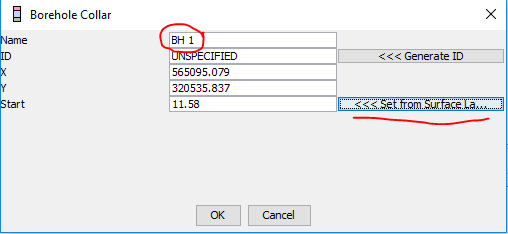 Borehole Collar
Name BH 1
ID UNSPECIFIED <<< Generate ID
X 565095.079
Y 320535.837
Start 11.58 <<< Set from Surface La...
OK Cancel